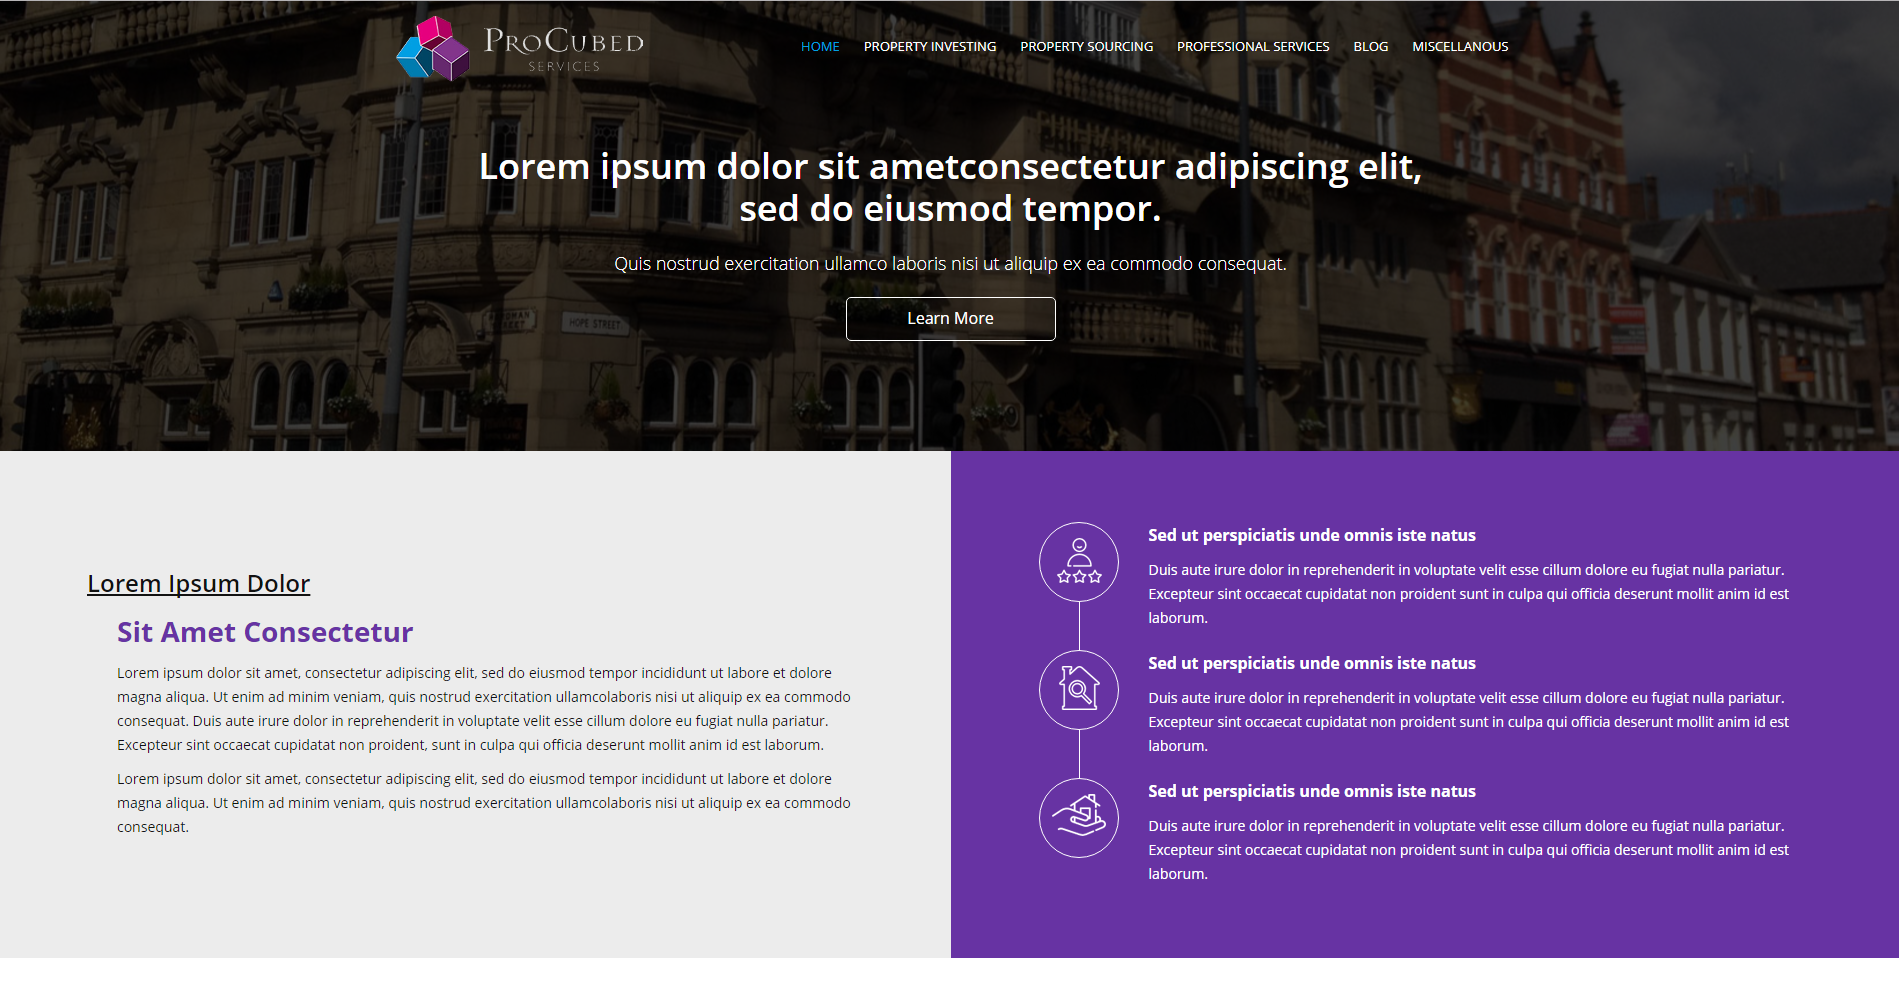 PROCUBED
SERVICES
HOME PROPERTY INVESTING PROPERTY SOURCING PROFESSIONAL SERVICES BLOG MISCELLANOUS
Lorem ipsum dolor sit ametconsectetur adipiscing elit,
sed do eiusmod tempor.
Quis nostrud exercitation ullamco laboris nisi ut aliquip ex ea commodo consequat.
Learn More
HOPE STREET
Lorem Ipsum Dolor
Sit Amet Consectetur
Lorem ipsum dolor sit amet, consectetur adipiscing elit, sed do eiusmod tempor incididunt ut labore et dolore
magna aliqua. Ut enim ad minim veniam, quis nostrud exercitation ullamcolaboris nisi ut aliquip ex ea commodo
consequat. Duis aute irure dolor in reprehenderit in voluptate velit esse cillum dolore eu fugiat nulla pariatur.
Excepteur sint occaecat cupidatat non proident, sunt in culpa qui officia deserunt mollit anim id est laborum.
Lorem ipsum dolor sit amet, consectetur adipiscing elit, sed do eiusmod tempor incididunt ut labore et dolore
magna aliqua. Ut enim ad minim veniam, quis nostrud exercitation ullamcolaboris nisi ut aliquip ex ea commodo
consequat.
Sed ut perspiciatis unde omnis iste natus
Duis aute irure dolor in reprehenderit in voluptate velit esse cillum dolore eu fugiat nulla pariatur.
Excepteur sint occaecat cupidatat non proident sunt in culpa qui officia deserunt mollit anim id est
laborum.
Sed ut perspiciatis unde omnis iste natus
Duis aute irure dolor in reprehenderit in voluptate velit esse cillum dolore eu fugiat nulla pariatur.
Excepteur sint occaecat cupidatat non proident sunt in culpa qui officia deserunt mollit anim id est
laborum.
Sed ut perspiciatis unde omnis iste natus
Duis aute irure dolor in reprehenderit in voluptate velit esse cillum dolore eu fugiat nulla pariatur.
Excepteur sint occaecat cupidatat non proident sunt in culpa qui officia deserunt mollit anim id est
laborum.